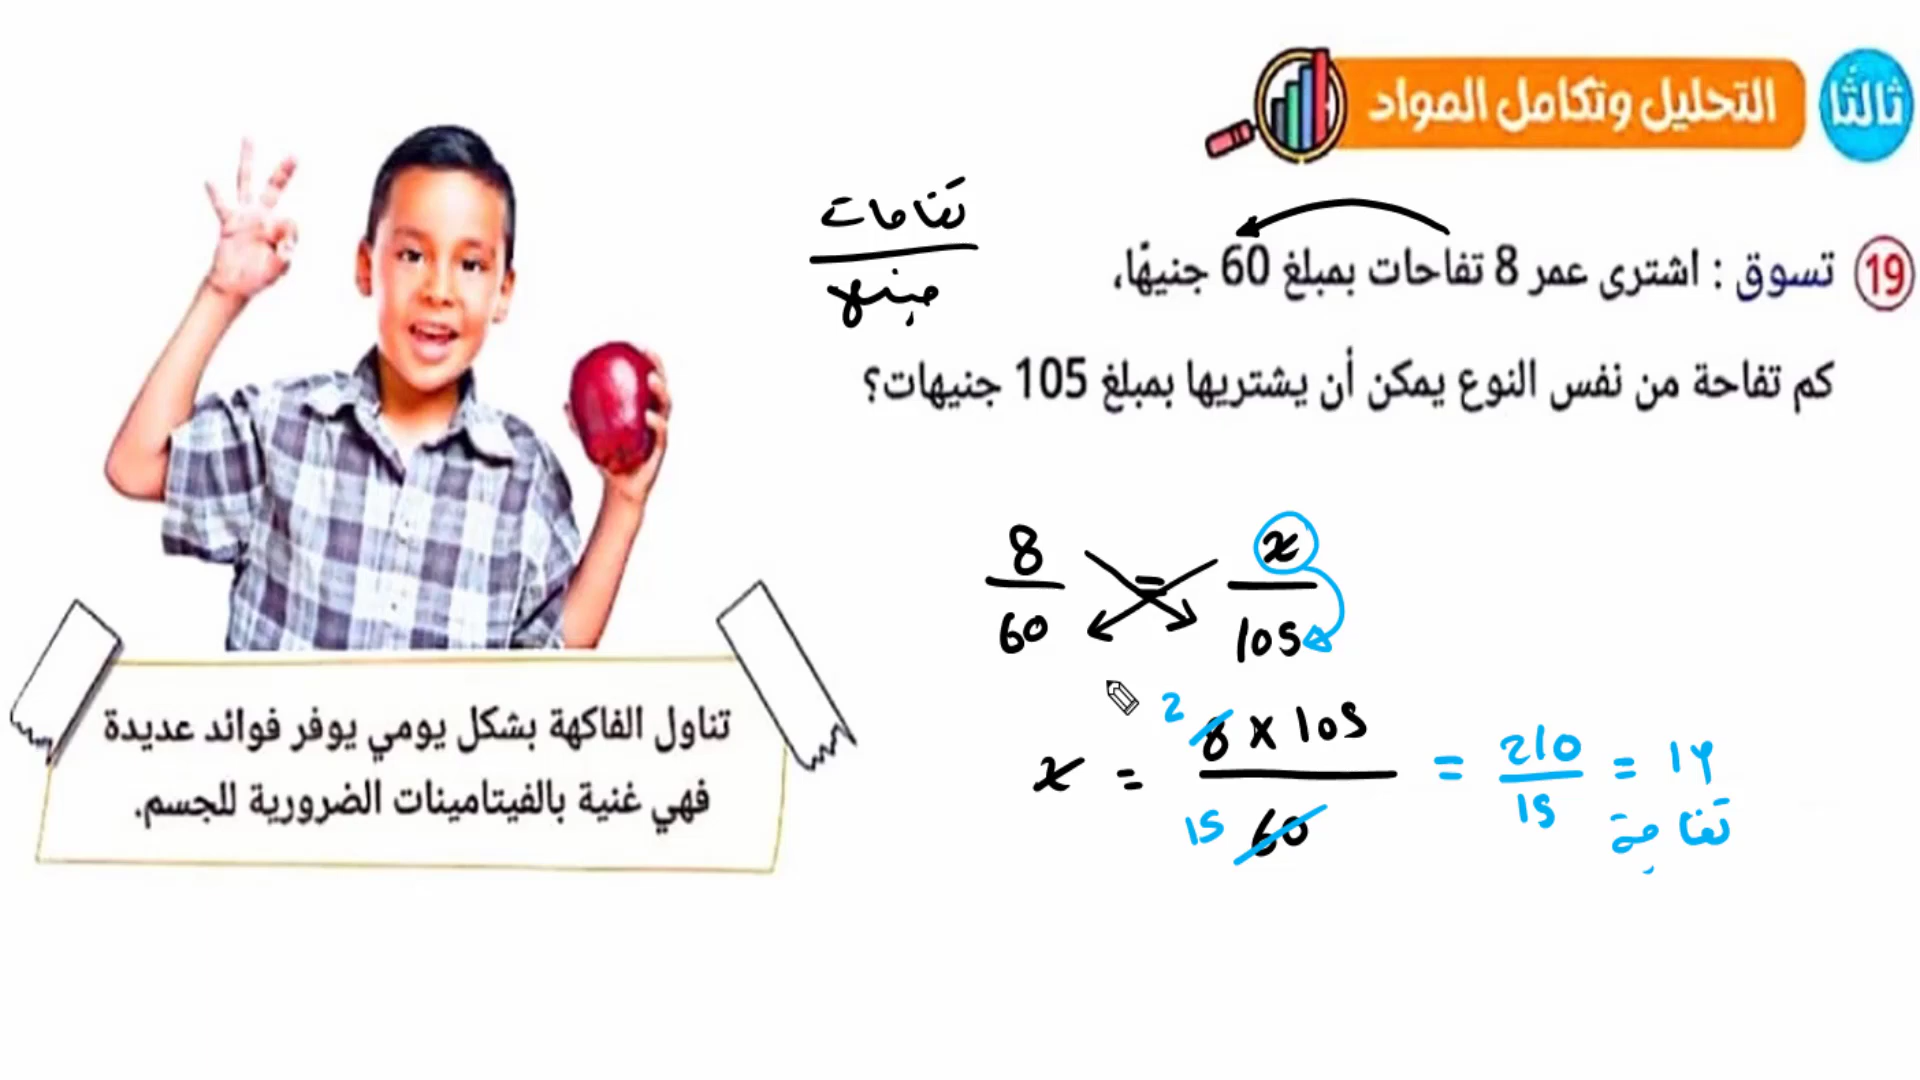 ثالثًا
التحليل وتكامل المواد
19 تسوق : اشترى عمر 8 تفاحات بمبلغ 60 جنيهًا،
كم تفاحة من نفس النوع يمكن أن يشتريها بمبلغ 105 جنيهات؟
تفاحات
جنيه
8/60 = x/105
x = 8 x 105 / 60 = 210/15 = 14
2
15
تفاحة
تناول الفاكهة بشكل يومي يوفر فوائد عديدة
فهي غنية بالفيتامينات الضرورية للجسم.